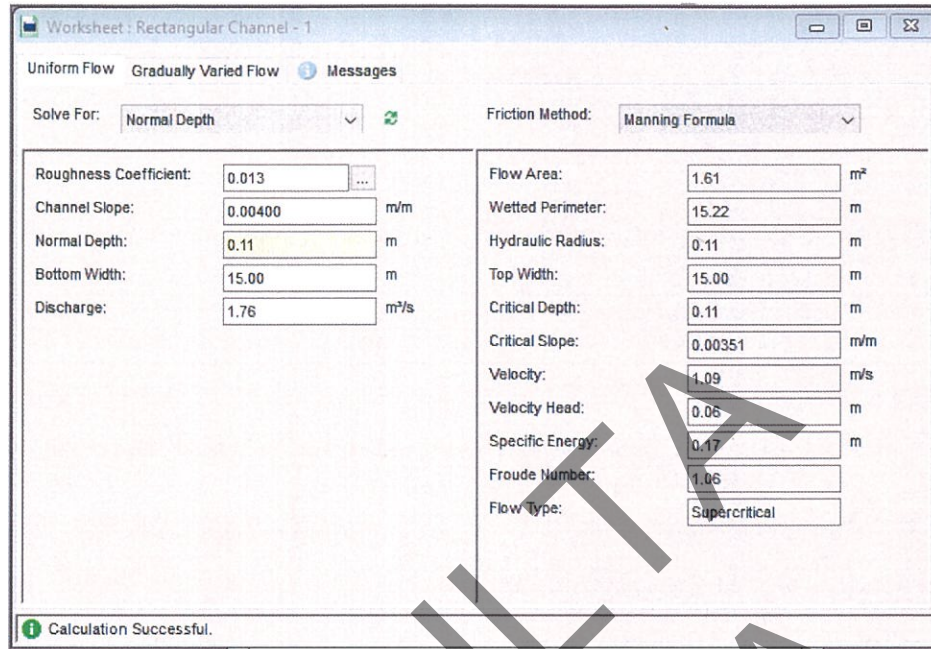 Worksheet : Rectangular Channel - 1
Uniform Flow Gradually Varied Flow Messages
Solve For: Normal Depth Friction Method: Manning Formula
Roughness Coefficient: 0.013 ...
Channel Slope: 0.00400 m/m
Normal Depth: 0.11 m
Bottom Width: 15.00 m
Discharge: 1.76 m³/s
Flow Area: 1.61 m²
Wetted Perimeter: 15.22 m
Hydraulic Radius: 0.11 m
Top Width: 15.00 m
Critical Depth: 0.11 m
Critical Slope: 0.00351 m/m
Velocity: 1.09 m/s
Velocity Head: 0.06 m
Specific Energy: 0.17 m
Froude Number: 1.06
Flow Type: Supercritical
Calculation Successful.
LTA